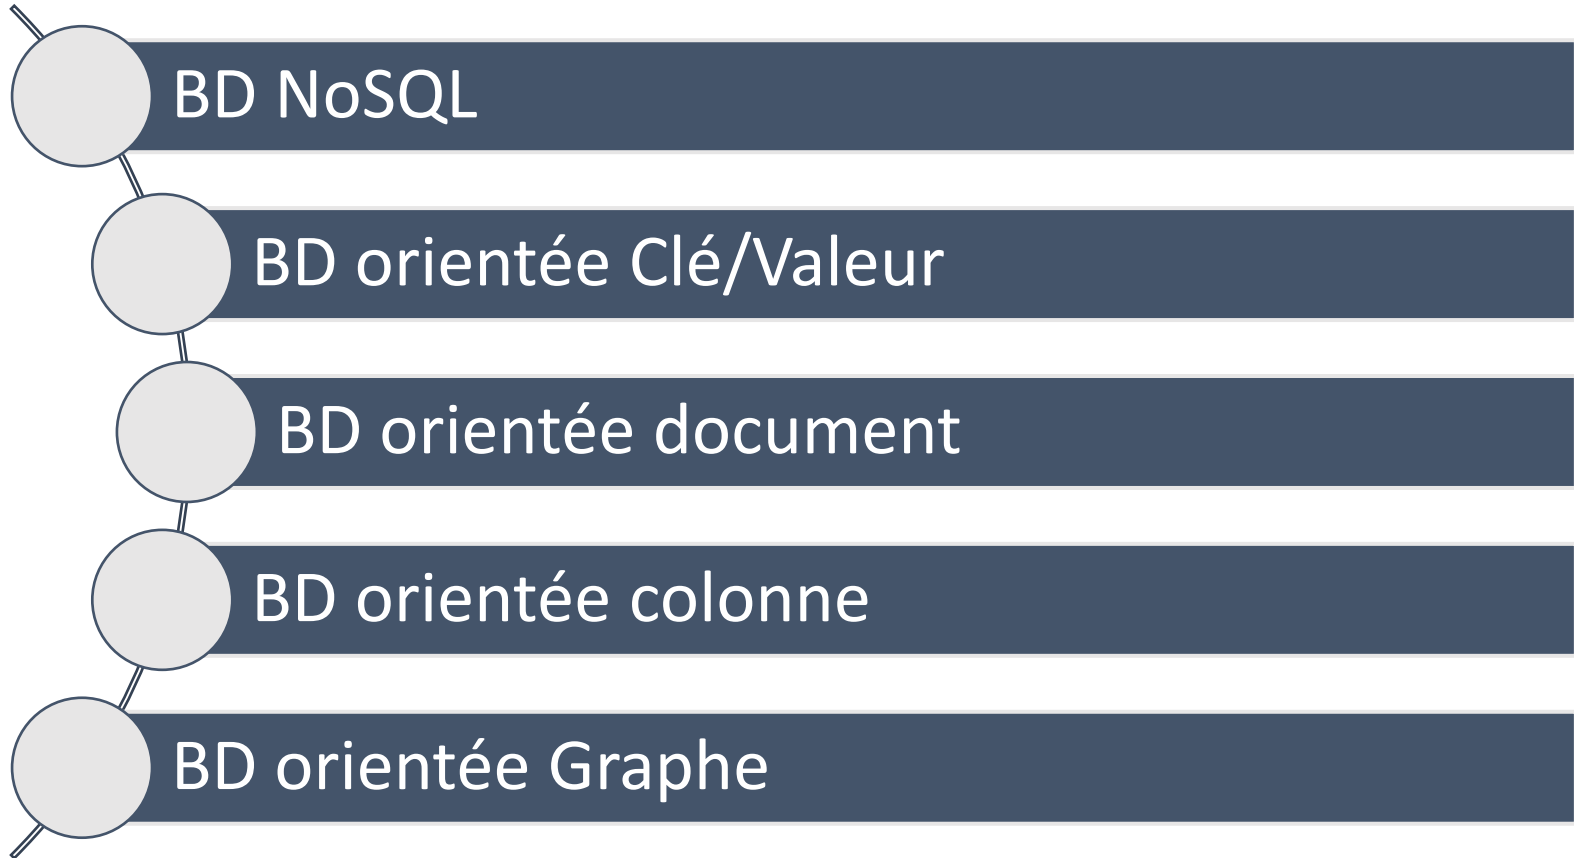 BD NoSQL
BD orientée Clé/Valeur
BD orientée document
BD orientée colonne
BD orientée Graphe